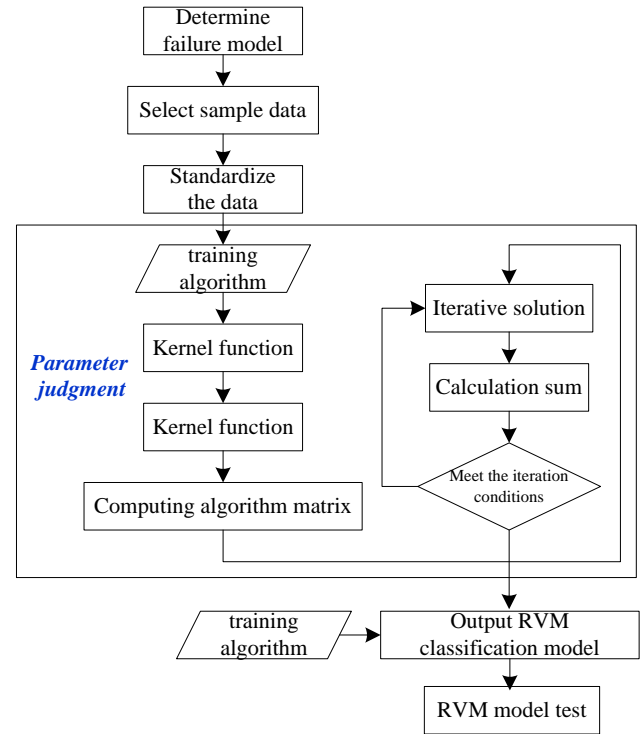 Determine
failure model
Select sample data
Standardize
the data
training
algorithm
Kernel function
Kernel function
Computing algorithm matrix
Parameter
judgment
Iterative solution
Calculation sum
Meet the iteration
conditions
training
algorithm
Output RVM
classification model
RVM model test